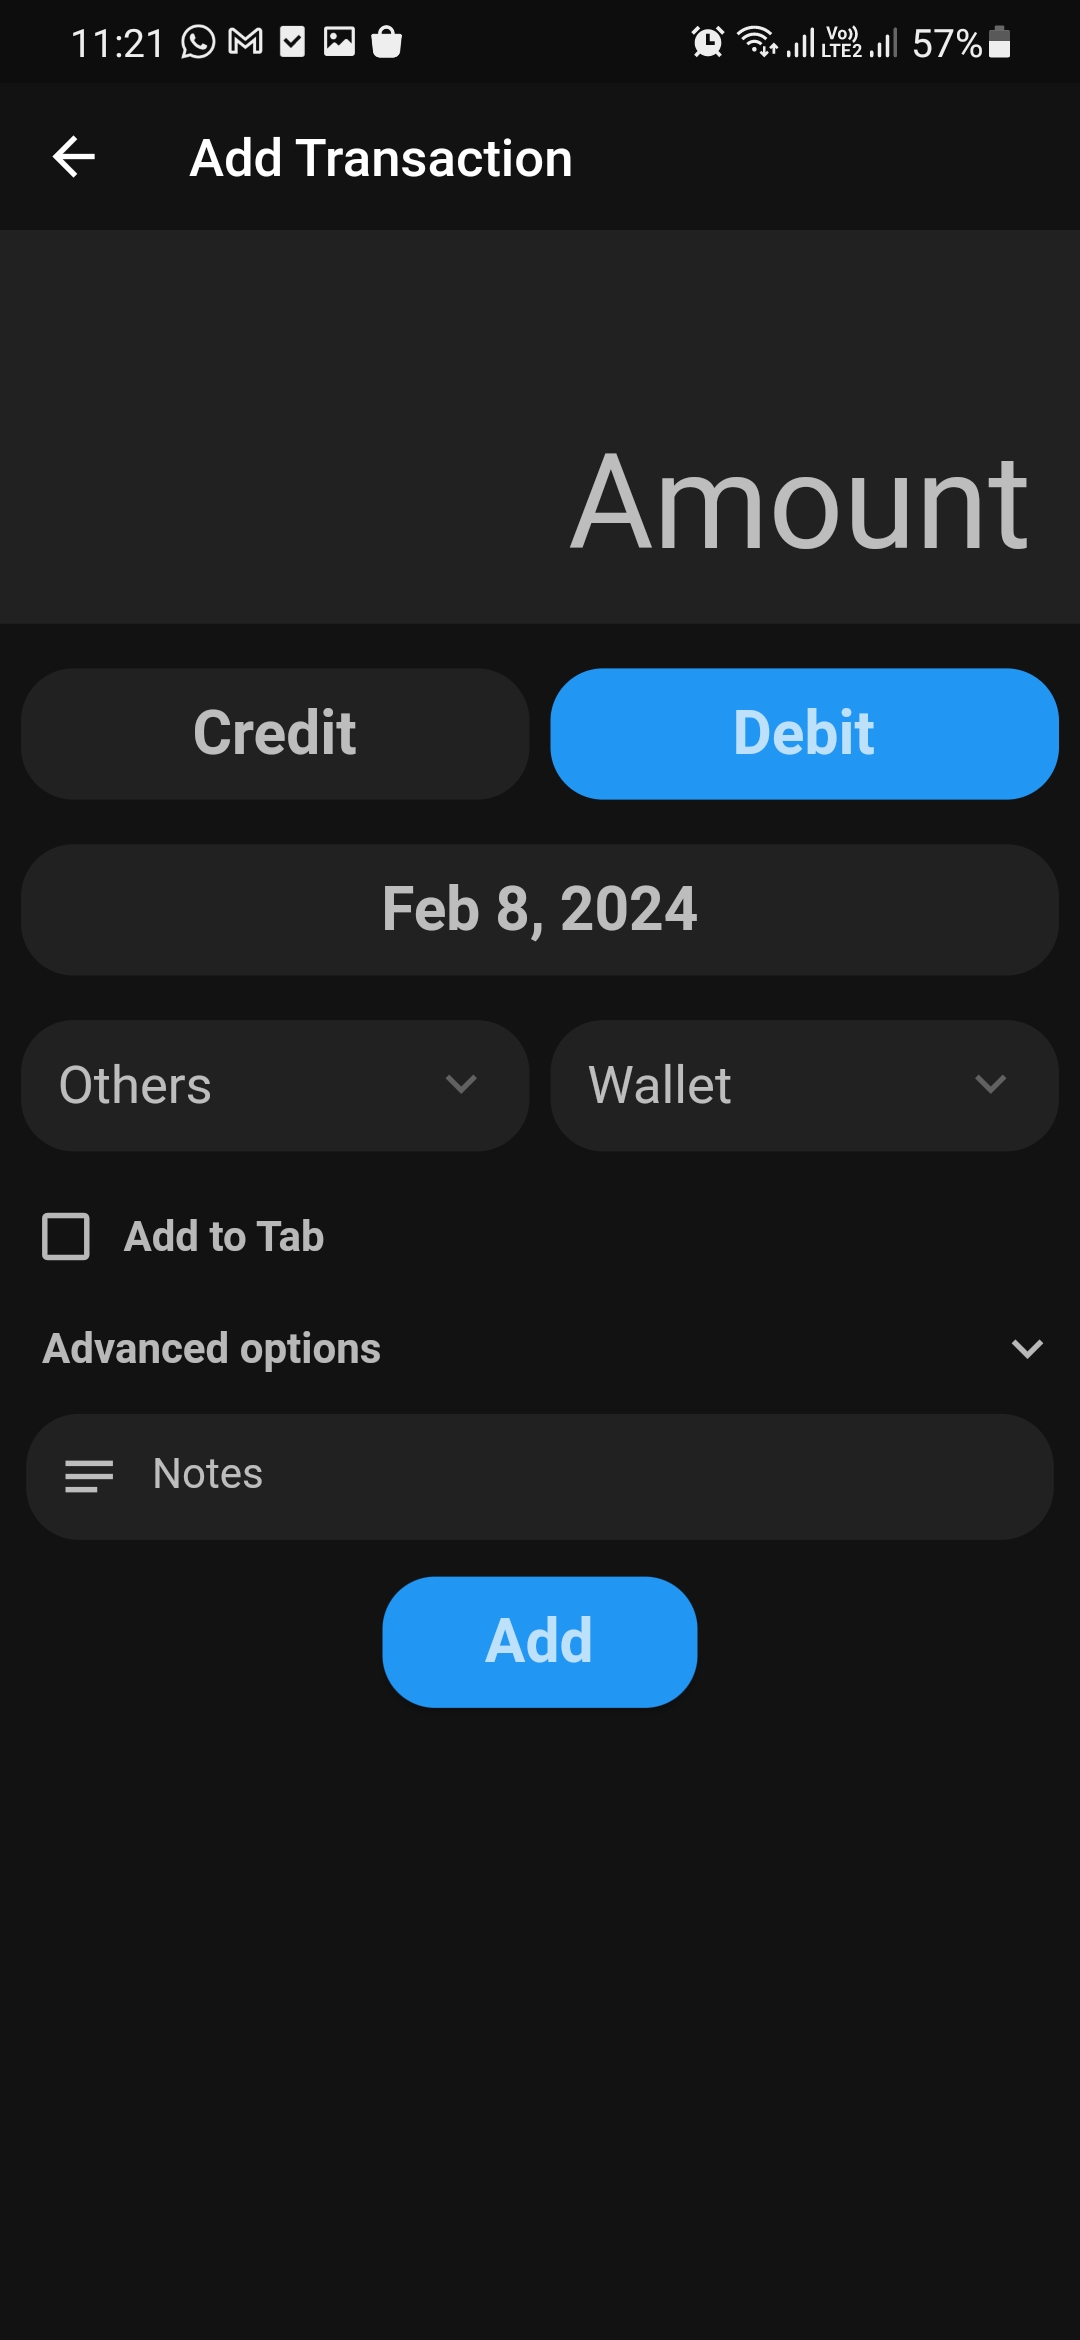 11:21 Vo)) LTE2 57%
Add Transaction
Amount
Credit Debit
Feb 8, 2024
Others Wallet
Add to Tab
Advanced options
Notes
Add